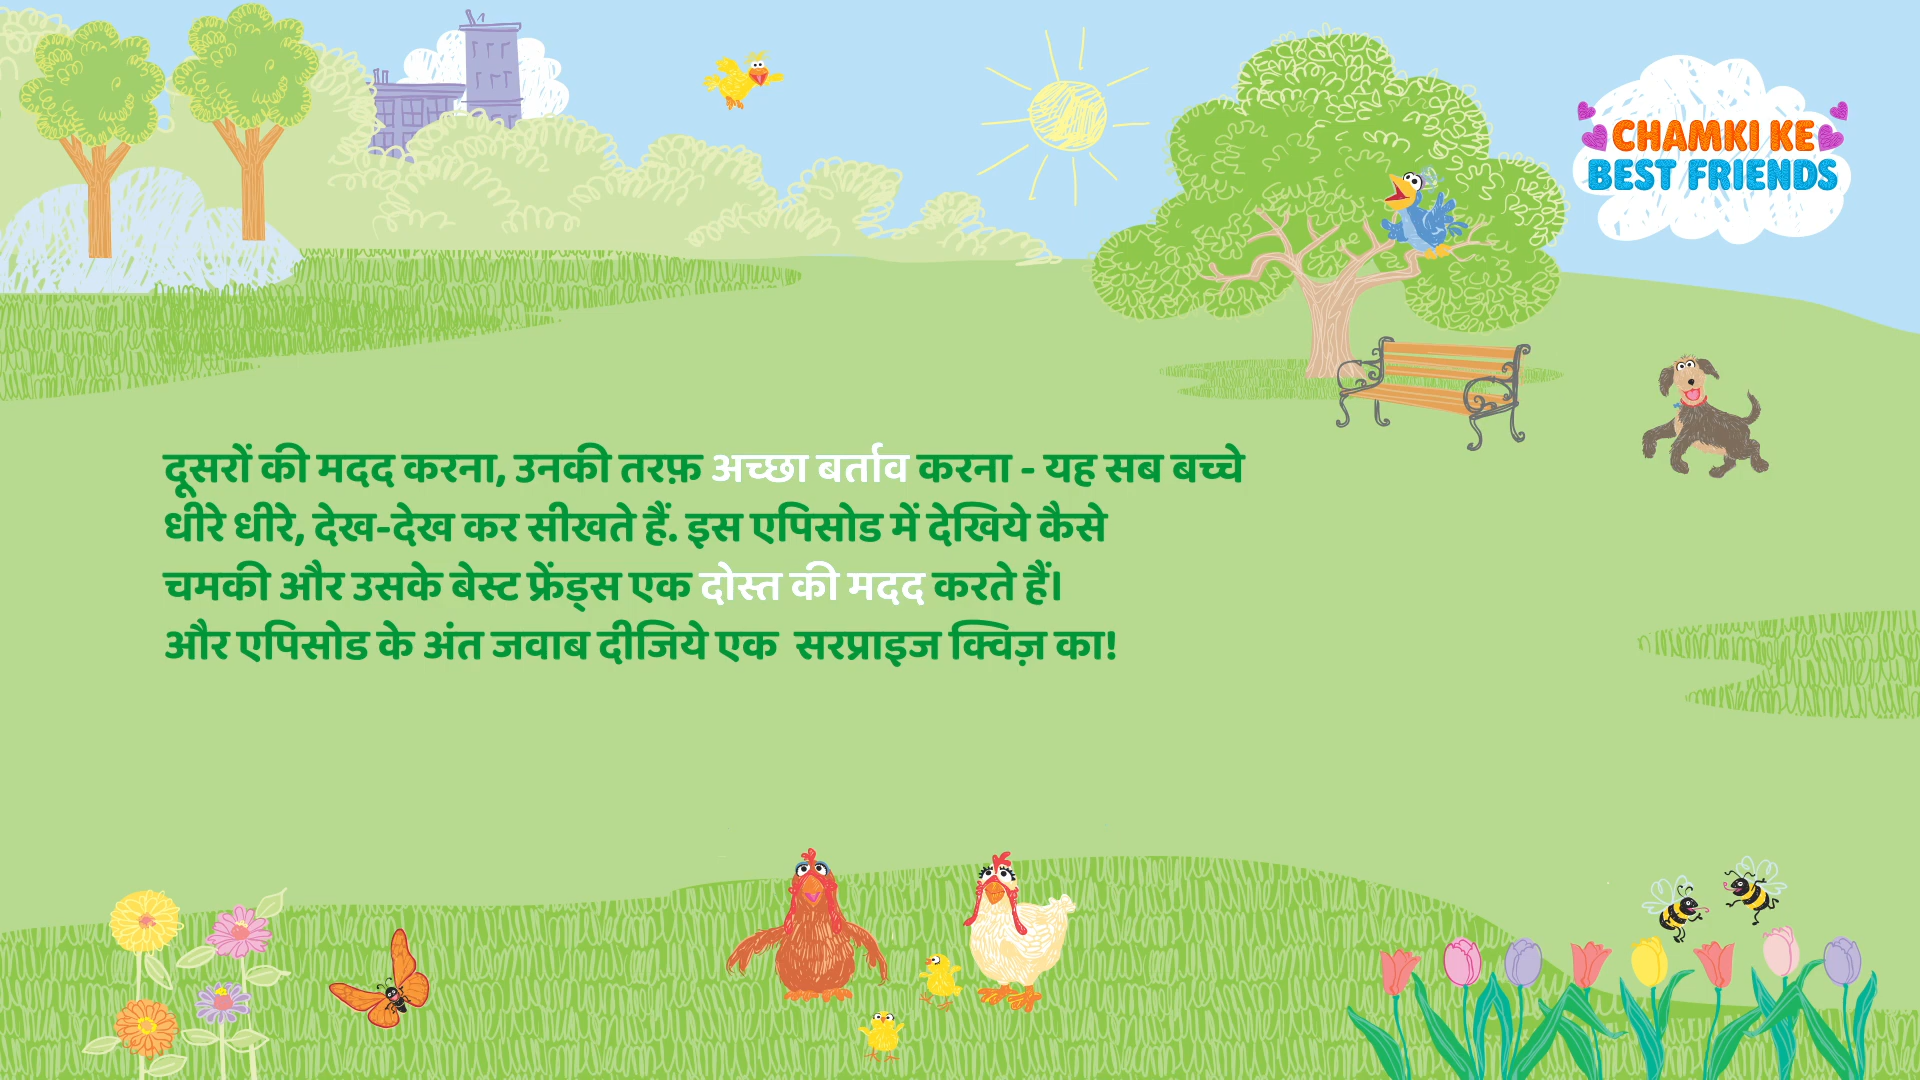 CHAMKI KE
BEST FRIENDS
दूसरों की मदद करना, उनकी तरफ़ अच्छा बर्ताव करना - यह सब बच्चे
धीरे धीरे, देख-देख कर सीखते हैं. इस एपिसोड में देखिये कैसे
चमकी और उसके बेस्ट फ्रेंड्स एक दोस्त की मदद करते हैं।
और एपिसोड के अंत जवाब दीजिये एक सरप्राइज क्विज़ का!